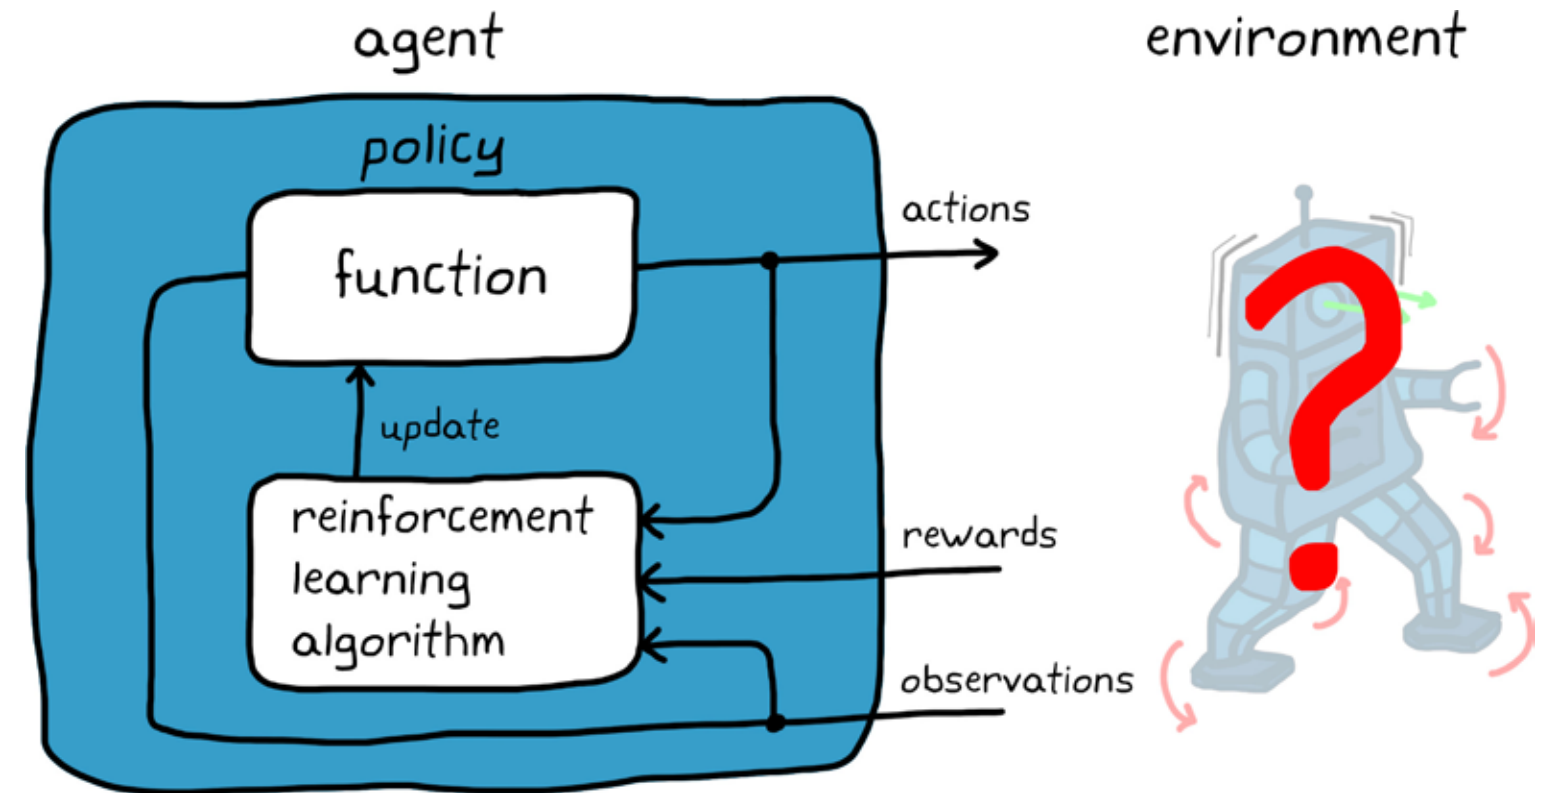 agent
environment
policy
function
actions
update
reinforcement
learning
algorithm
rewards
observations
?